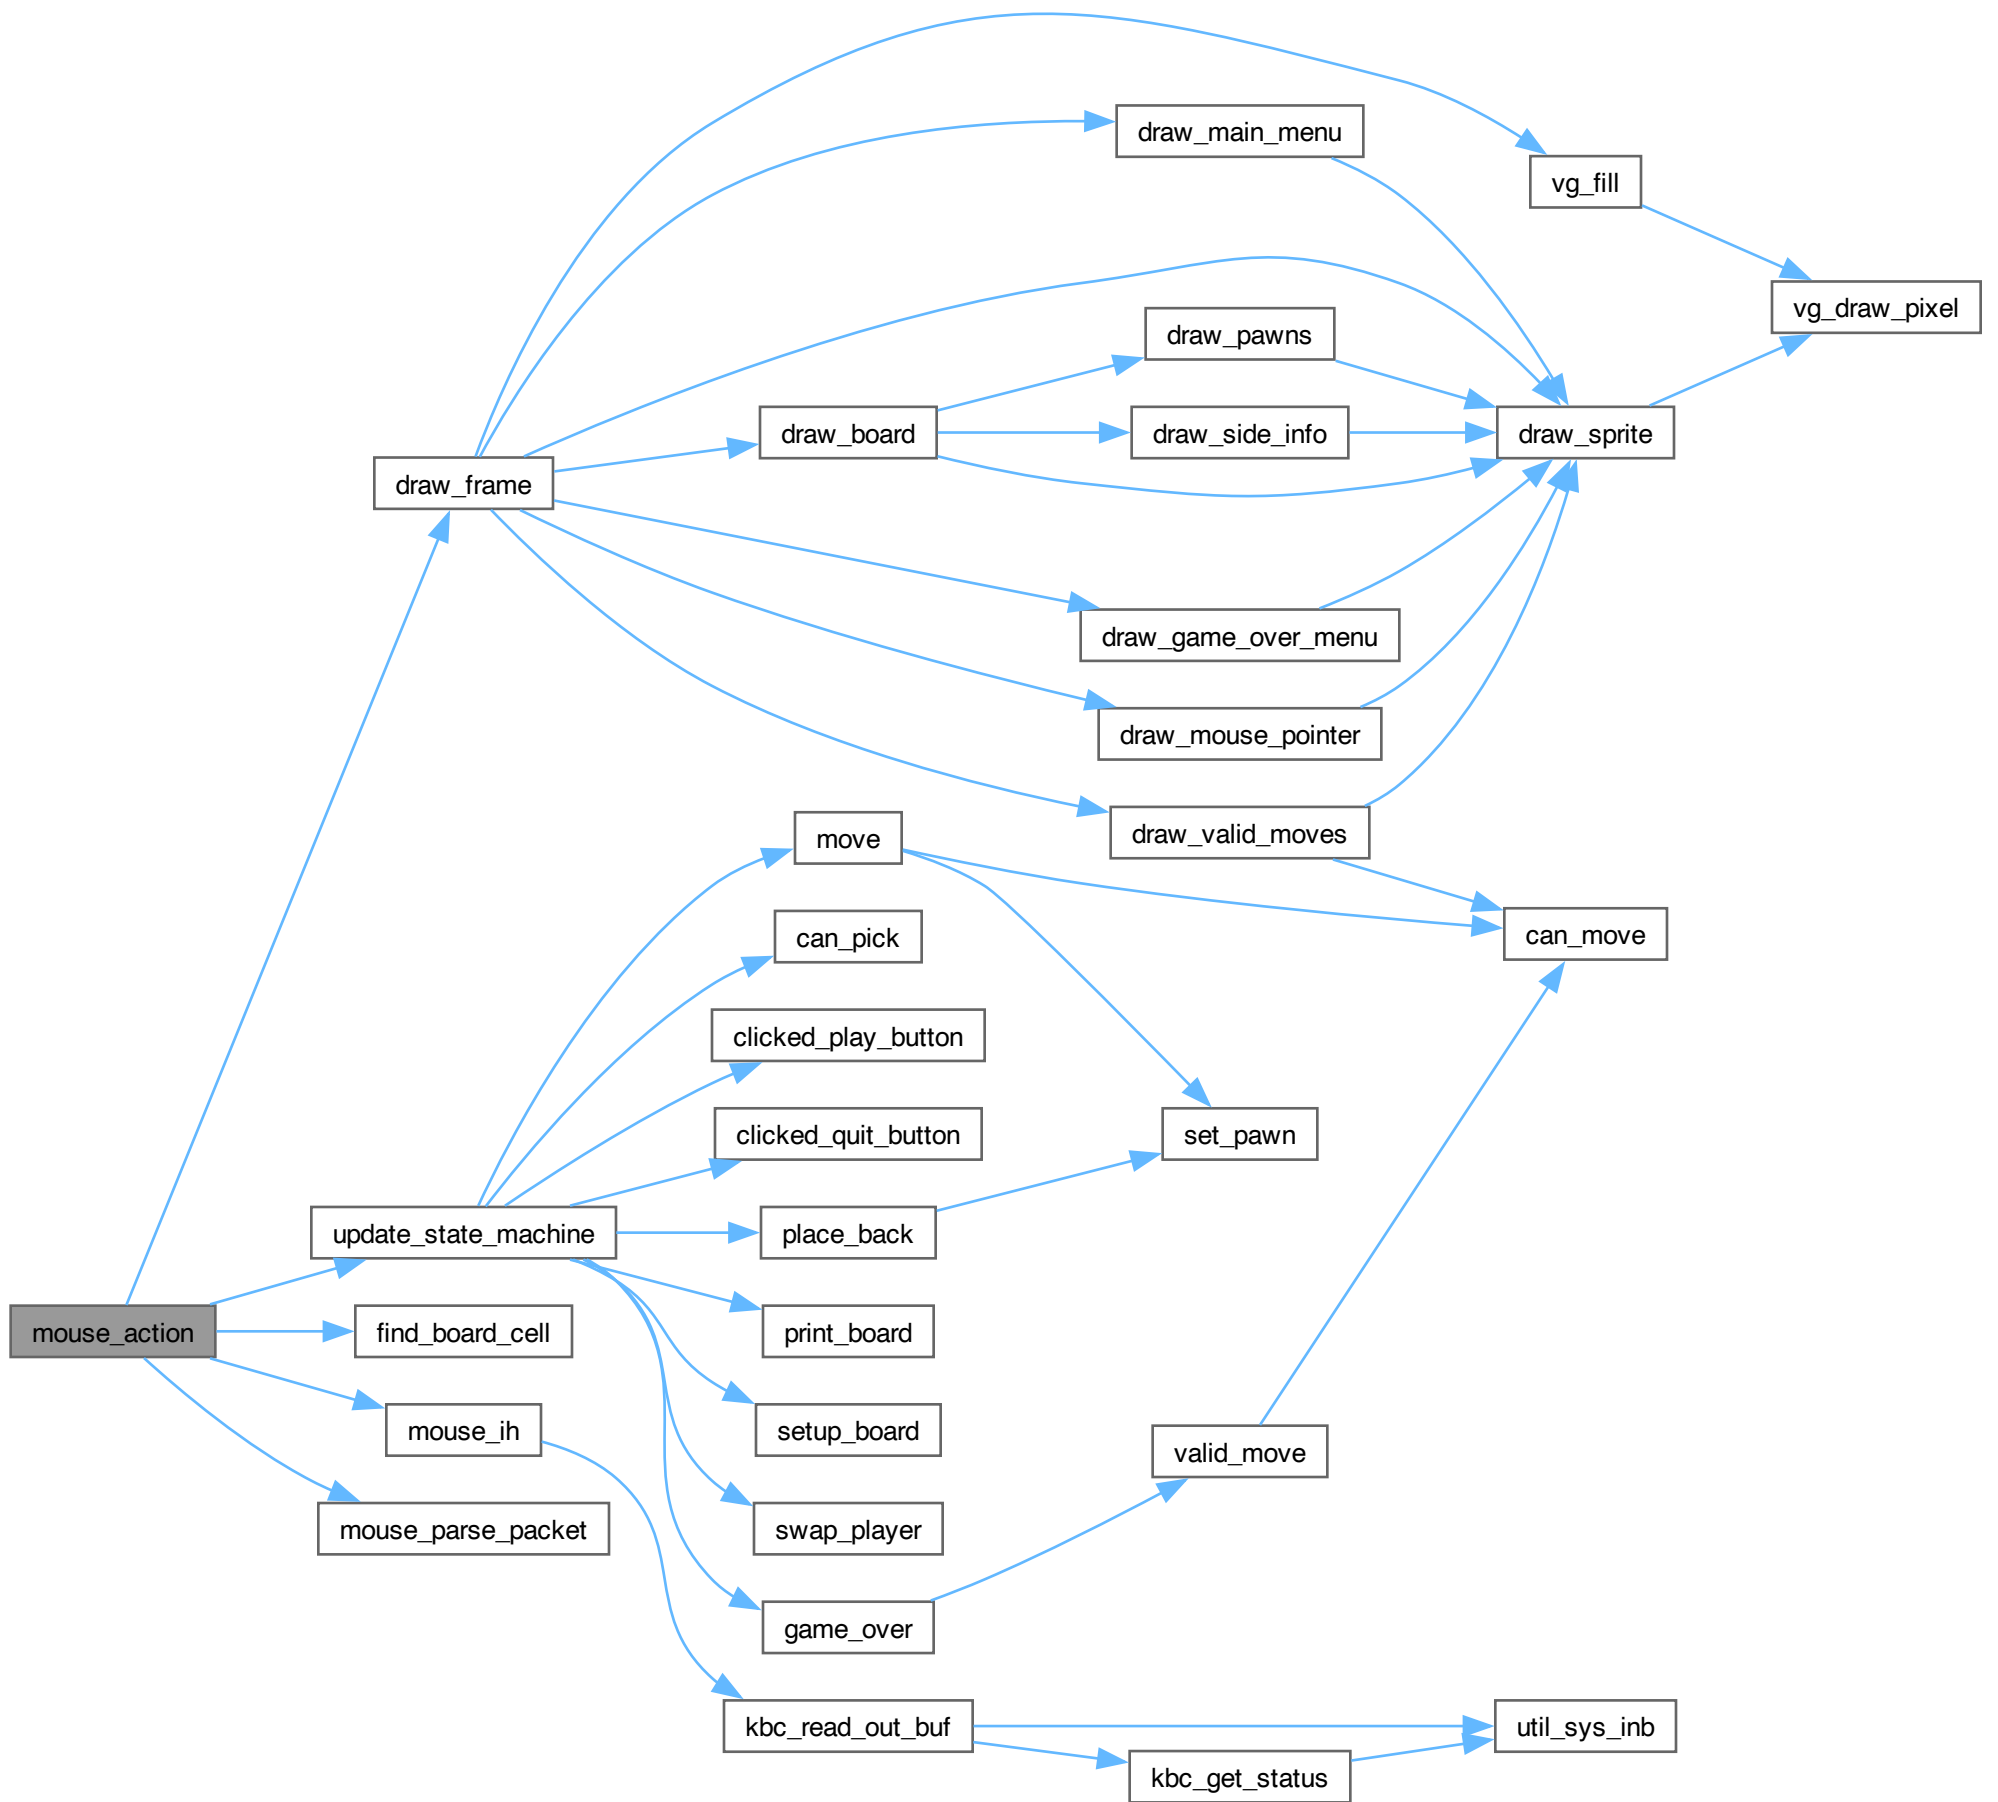 draw_main_menu
vg_fill
vg_draw_pixel
draw_pawns
draw_board
draw_side_info
draw_sprite
draw_frame
draw_game_over_menu
draw_mouse_pointer
move
draw_valid_moves
can_pick
can_move
clicked_play_button
clicked_quit_button
set_pawn
update_state_machine
place_back
mouse_action
find_board_cell
print_board
mouse_ih
setup_board
valid_move
mouse_parse_packet
swap_player
game_over
kbc_read_out_buf
util_sys_inb
kbc_get_status